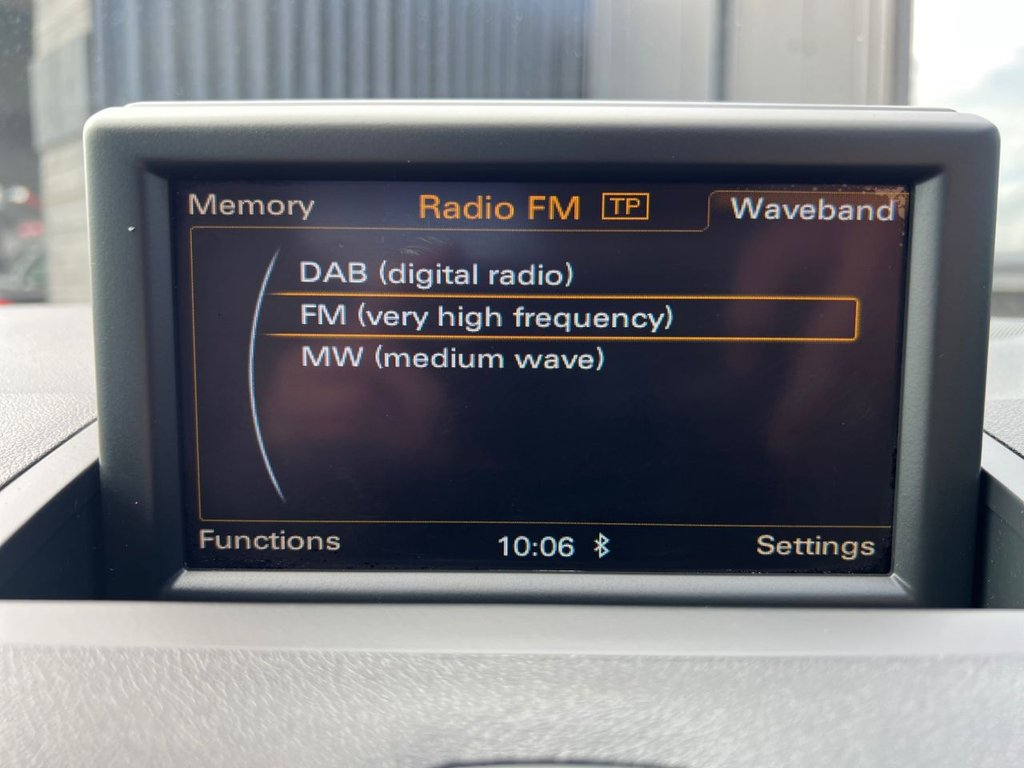 Memory Radio FM TP Waveband
DAB (digital radio)
FM (very high frequency)
MW (medium wave)
Functions 10:06 Settings